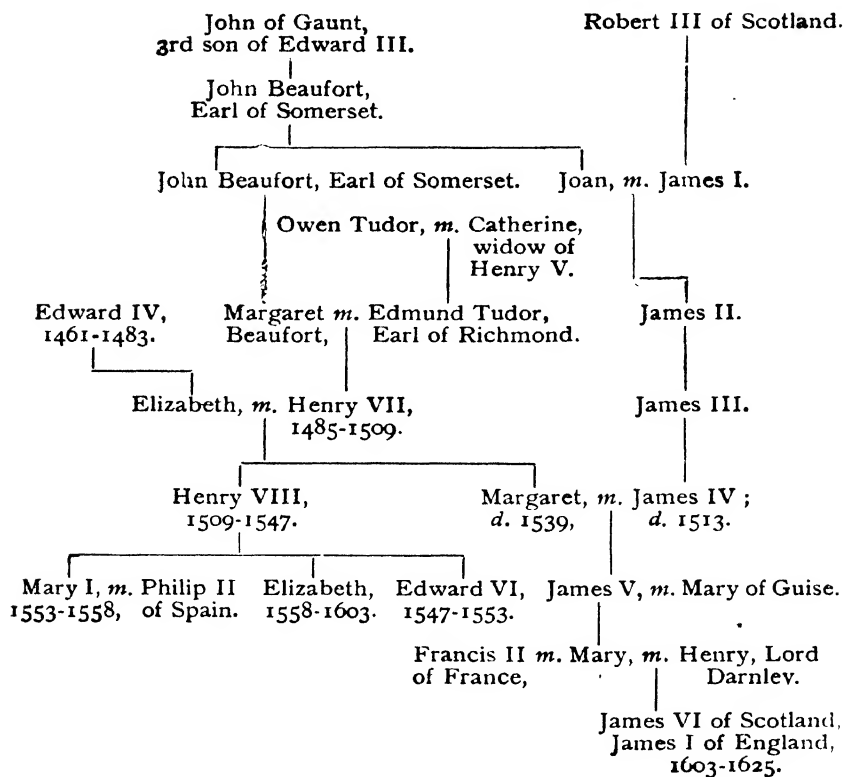 John of Gaunt,
3rd son of Edward III.
Robert III of Scotland.
John Beaufort,
Earl of Somerset.
John Beaufort, Earl of Somerset. Joan, m. James I.
Owen Tudor, m. Catherine,
widow of
Henry V.
Edward IV,
1461-1483.
Margaret m. Edmund Tudor,
Beaufort, Earl of Richmond.
James II.
Elizabeth, m. Henry VII,
1485-1509.
James III.
Henry VIII,
1509-1547.
Margaret, m. James IV ;
d. 1539, d. 1513.
Mary I, m. Philip II
1553-1558, of Spain.
Elizabeth,
1558-1603.
Edward VI,
1547-1553.
James V, m. Mary of Guise.
Francis II m. Mary, m. Henry, Lord
of France, Darnley.
James VI of Scotland,
James I of England,
1603-1625.